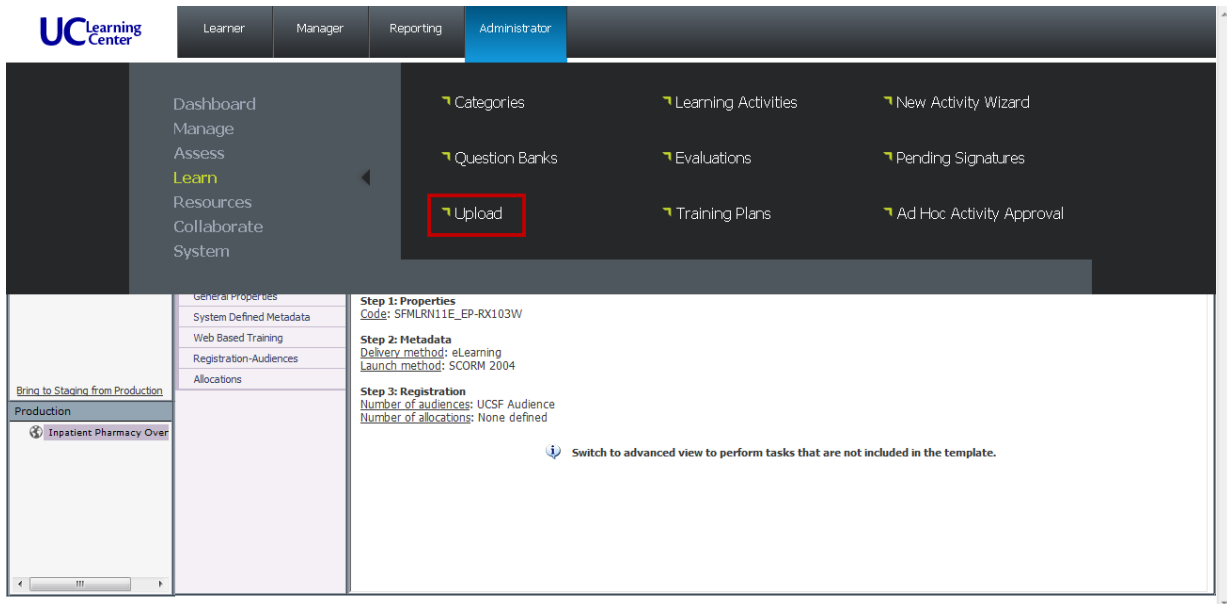 UC Learning Center
Learner
Manager
Reporting
Administrator
Dashboard
Manage
Assess
Learn
Resources
Collaborate
System
Categories
Learning Activities
New Activity Wizard
Question Banks
Evaluations
Pending Signatures
Upload
Training Plans
Ad Hoc Activity Approval
General Properties
System Defined Metadata
Web Based Training
Registration-Audiences
Allocations
Bring to Staging from Production
Production
Inpatient Pharmacy Over
Step 1: Properties
Code: SFMLRN11E_EP-RX103W
Step 2: Metadata
Delivery method: eLearning
Launch method: SCORM 2004
Step 3: Registration
Number of audiences: UCSF Audience
Number of allocations: None defined
Switch to advanced view to perform tasks that are not included in the template.